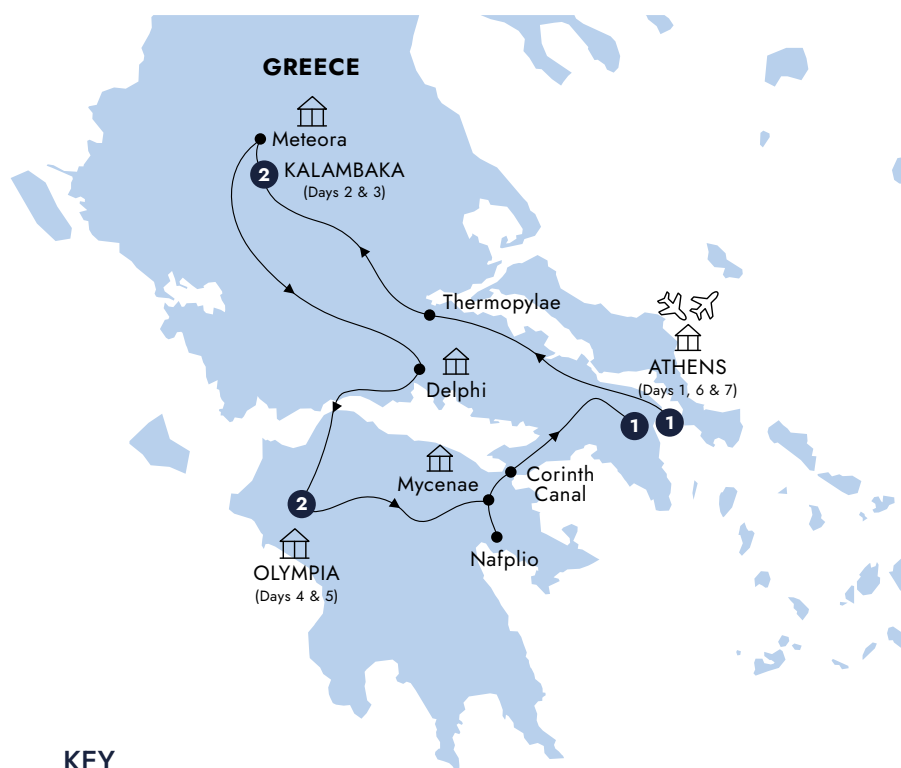 GREECE
Meteora
2
KALAMBAKA
(Days 2 & 3)
Thermopylae
ATHENS
(Days 1, 6 & 7)
Delphi
1
1
Mycenae
Corinth
Canal
2
Nafplio
OLYMPIA
(Days 4 & 5)
KEY